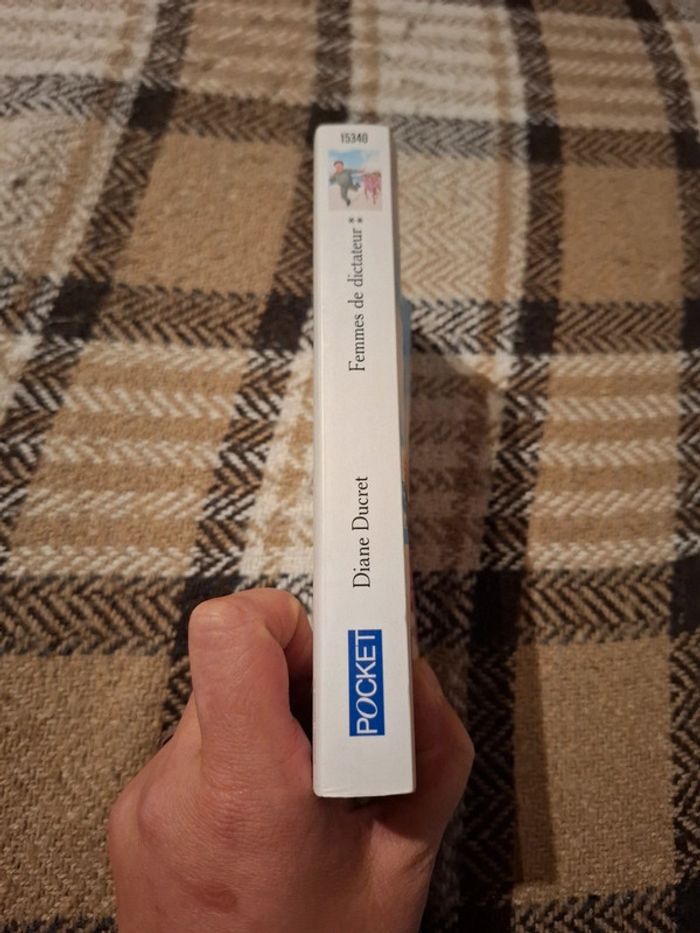 15340
Femmes de dictateur **
Diane Ducret
POCKET